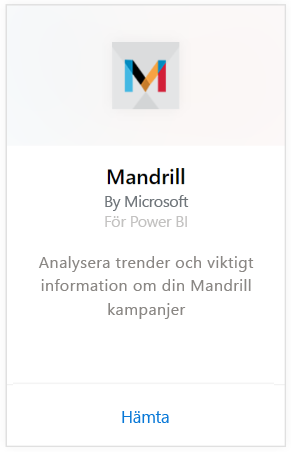 Mandrill
By Microsoft
För Power BI
Analysera trender och viktigt
information om din Mandrill
kampanjer
Hämta